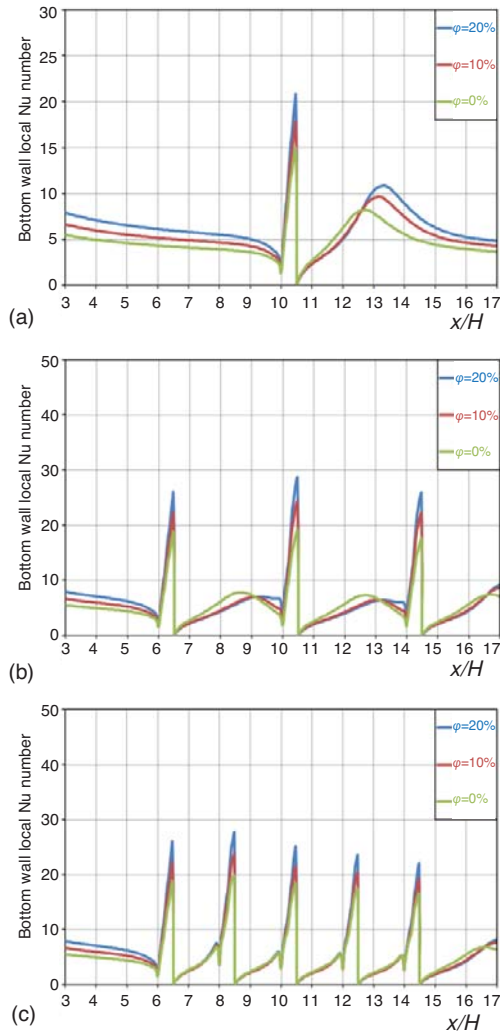 30
25
20
15
10
5
0
Bottom wall local Nu number
φ=20%
φ=10%
φ=0%
3 4 5 6 7 8 9 10 11 12 13 14 15 16 17
x/H
(a)
50
40
30
20
10
0
Bottom wall local Nu number
φ=20%
φ=10%
φ=0%
3 4 5 6 7 8 9 10 11 12 13 14 15 16 17
x/H
(b)
50
40
30
20
10
0
Bottom wall local Nu number
φ=20%
φ=10%
φ=0%
3 4 5 6 7 8 9 10 11 12 13 14 15 16 17
x/H
(c)